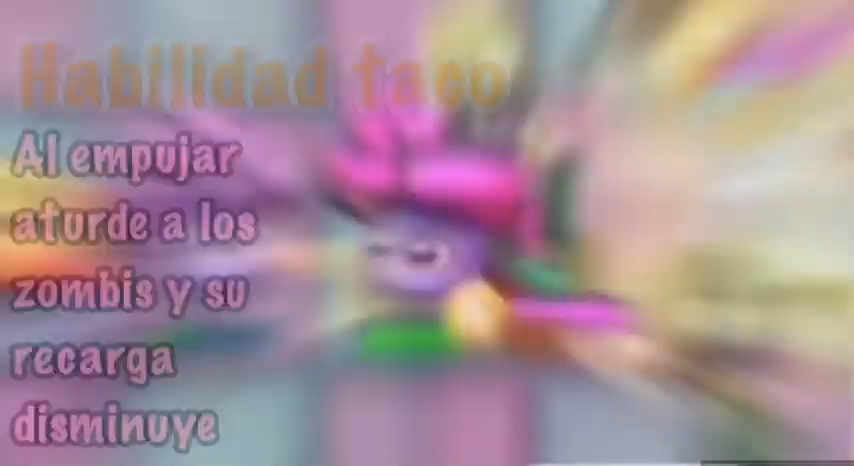 Habilidad taco
Al empujar
aturde a los
zombis y su
recarga
disminuye